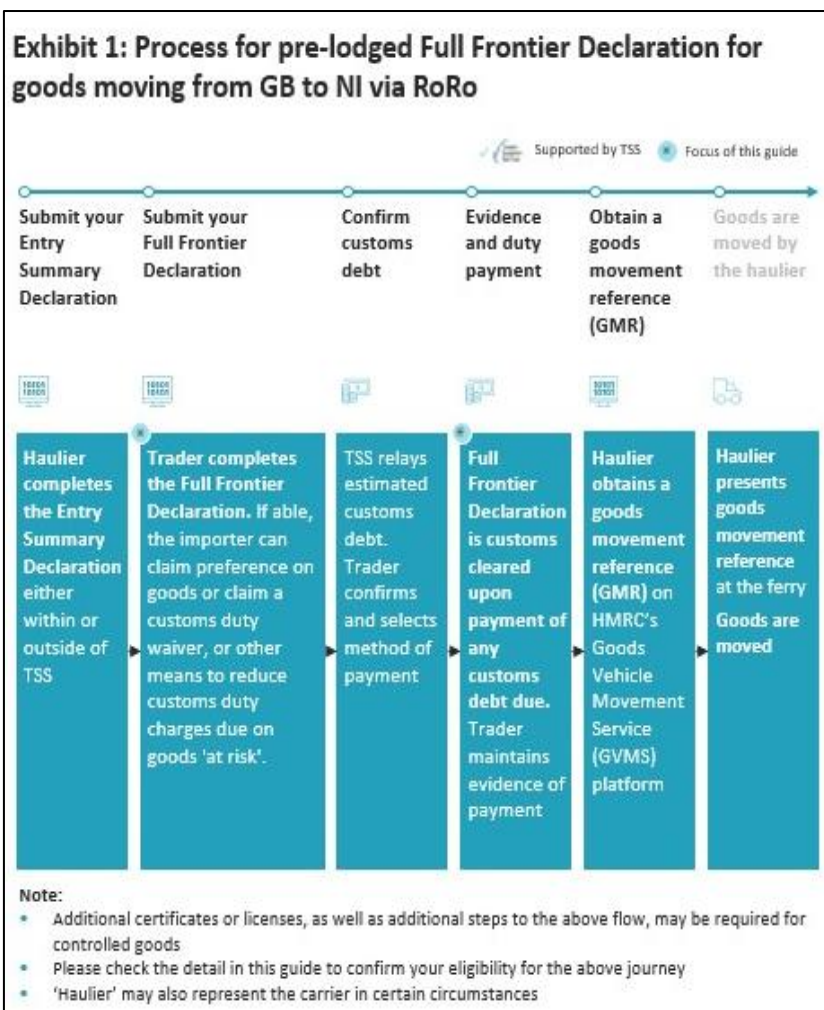 Exhibit 1: Process for pre-lodged Full Frontier Declaration for
goods moving from GB to NI via RoRo
Supported by TSS
Focus of this guide
Submit your
Entry
Summary
Declaration
Submit your
Full Frontier
Declaration
Confirm
customs
debt
Evidence
and duty
payment
Obtain a
goods
movement
reference
(GMR)
Goods are
moved by
the haulier
Haulier
completes
the Entry
Summary
Declaration
either
within or
outside of
TSS
Trader completes
the Full Frontier
Declaration. If able,
the importer can
claim preference on
goods or claim a
customs duty
waiver, or other
means to reduce
customs duty
charges due on
goods 'at risk'.
TSS relays
estimated
customs
debt.
Trader
confirms
and selects
method of
payment
Full
Frontier
Declaration
is customs
cleared
upon
payment of
any
customs
debt due.
Trader
maintains
evidence of
payment
Haulier
obtains a
goods
movement
reference
(GMR) on
HMRC's
Goods
Vehicle
Movement
Service
(GVMS)
platform
Haulier
presents
goods
movement
reference
at the ferry
Goods are
moved
Note:
• Additional certificates or licenses, as well as additional steps to the above flow, may be required for
controlled goods
• Please check the detail in this guide to confirm your eligibility for the above journey
• 'Haulier' may also represent the carrier in certain circumstances